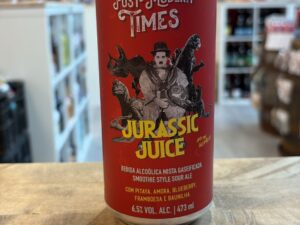 POST-MODERN
TIMES
JURASSIC
JUICE
BEBIDA ALCOÓLICA MISTA GASEIFICADA
SMOOTHIE STYLE SOUR ALE
COM PITAYA, AMORA, BLUEBERRY,
FRAMBOESA E BAUNILHA
6,5% VOL. ALC. | 473 ml